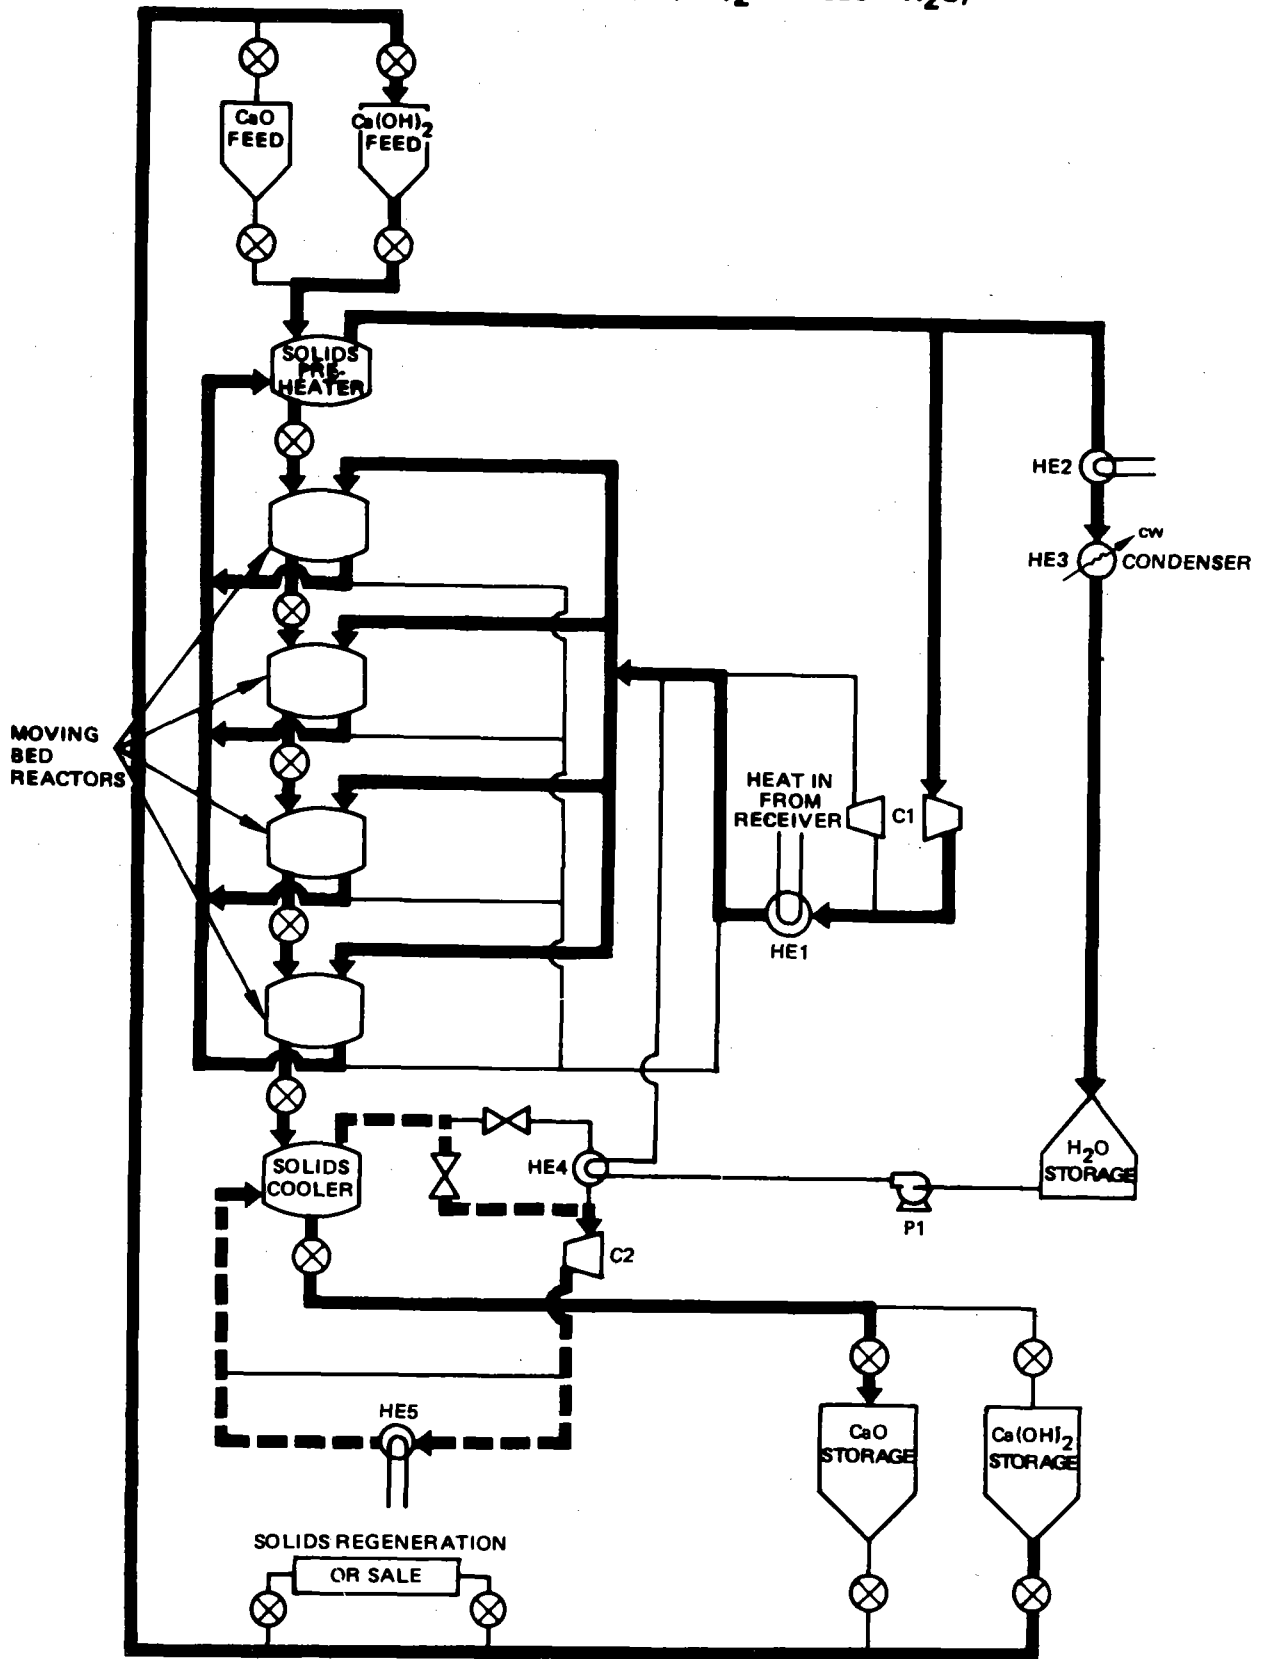 CaO
FEED
Ca(OH)2
FEED
SOLIDS
PRE-
HEATER
HE2
CW
HE3
CONDENSER
MOVING
BED
REACTORS
HEAT IN
FROM
RECEIVER
C1
HE1
H2O
STORAGE
P1
SOLIDS
COOLER
HE4
C2
HE5
CaO
STORAGE
Ca(OH)2
STORAGE
SOLIDS REGENERATION
OR SALE